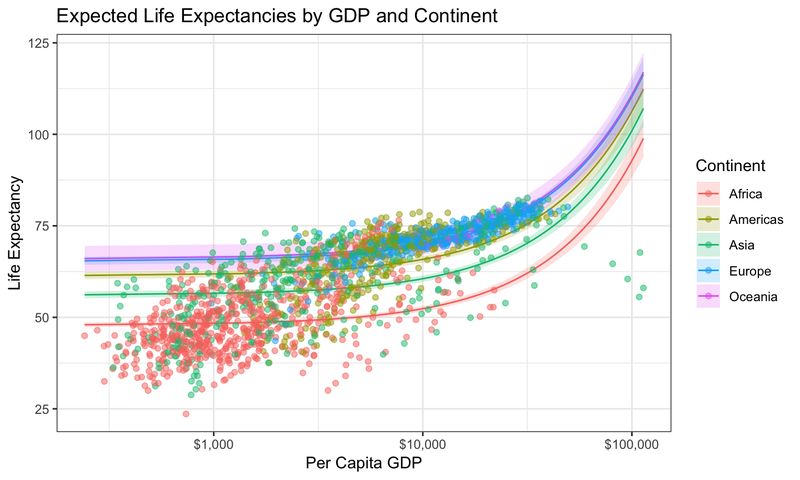 Expected Life Expectancies by GDP and Continent
125
100
75
50
25
Life Expectancy
$1,000
$10,000
$100,000
Per Capita GDP
Continent
Africa
Americas
Asia
Europe
Oceania